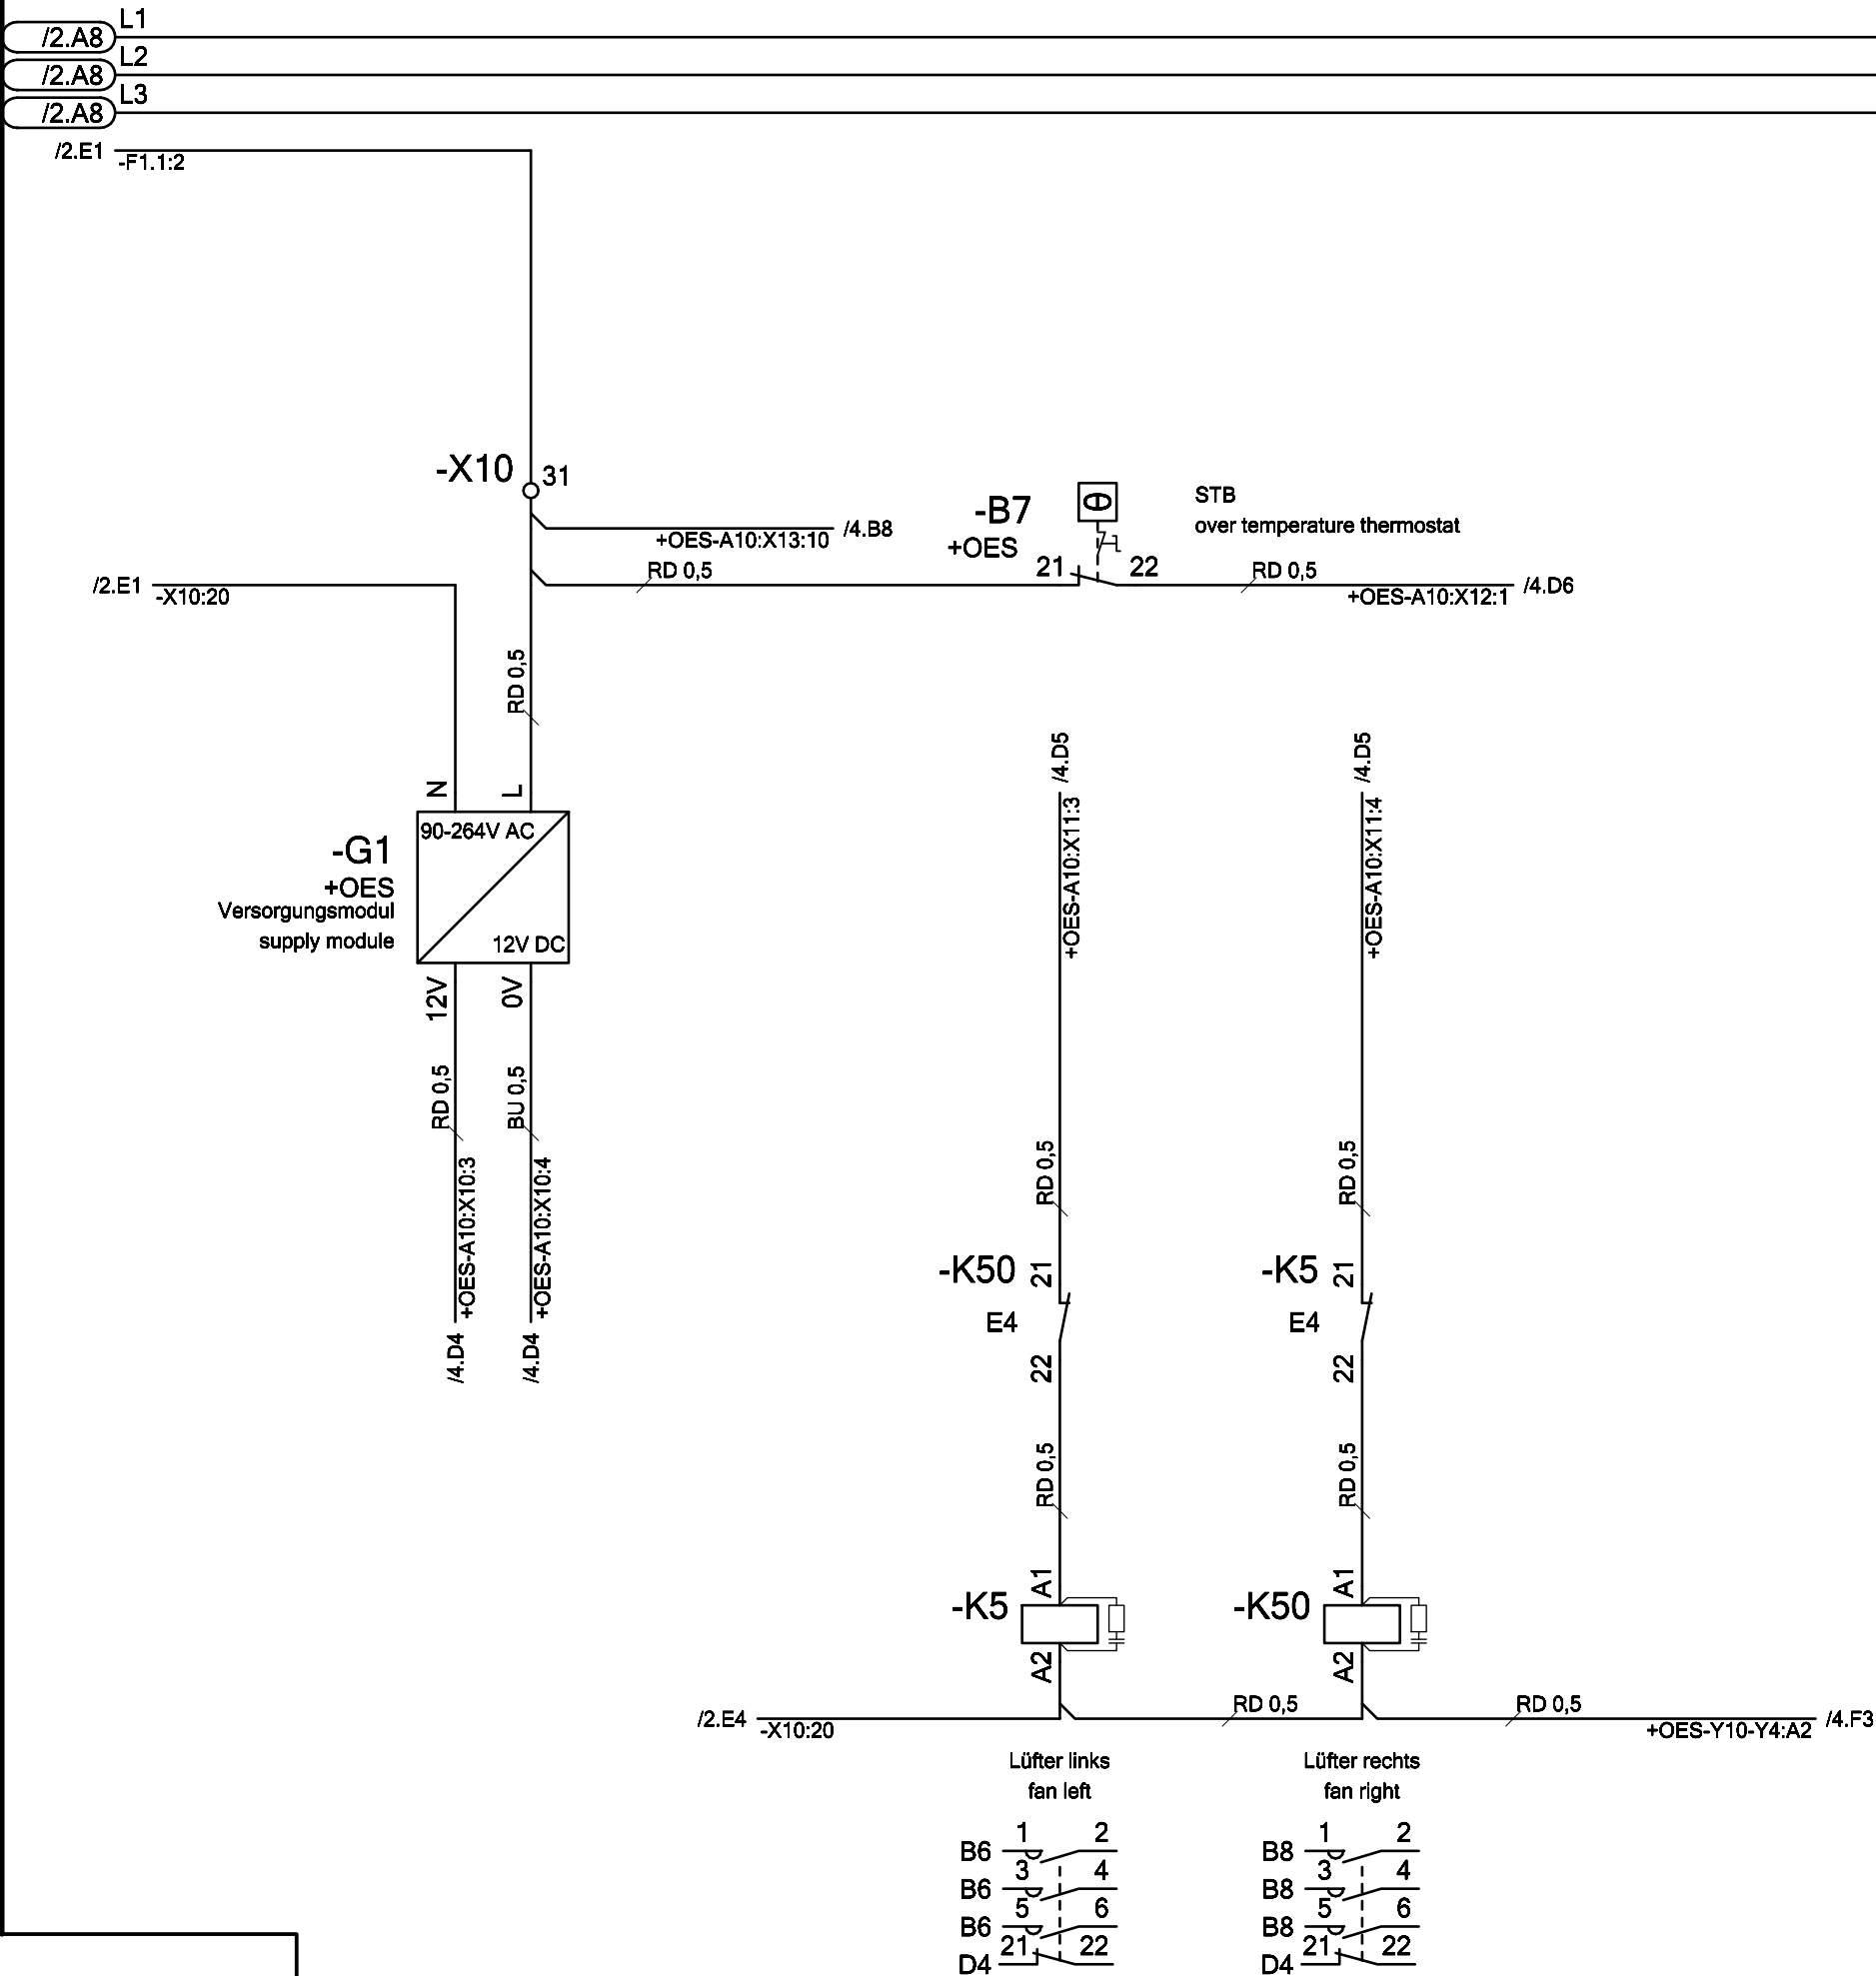 L1
/2.A8
L2
/2.A8
L3
/2.A8
/2.E1
-F1.1:2
-X10 31
+OES-A10:X13:10 /4.B8
-B7
+OES
STB
over temperature thermostat
21 22
RD 0,5
RD 0,5
+OES-A10:X12:1 /4.D6
/2.E1
-X10:20
RD 0,5
N L
90-264V AC
12V DC
-G1
+OES
Versorgungsmodul
supply module
12V 0V
RD 0,5
BU 0,5
+OES-A10:X10:3
+OES-A10:X10:4
/4.D4
/4.D4
/4.D5
+OES-A10:X11:3
RD 0,5
-K50 21
E4
22
RD 0,5
A1
-K5
A2
/4.D5
+OES-A10:X11:4
RD 0,5
-K5 21
E4
22
RD 0,5
A1
-K50
A2
/2.E4
-X10:20
RD 0,5
RD 0,5
+OES-Y10-Y4:A2
/4.F3
Lüfter links
fan left
B6 1 2
B6 3 4
B6 5 6
D4 21 22
Lüfter rechts
fan right
B8 1 2
B8 3 4
B8 5 6
D4 21 22